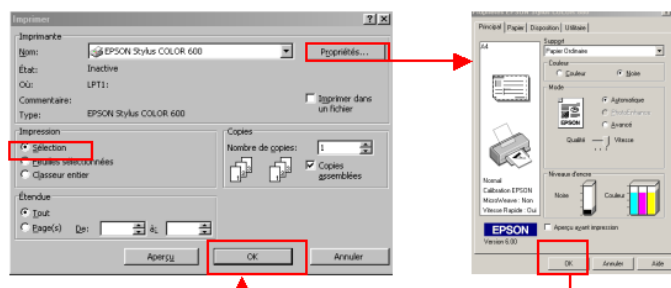 Imprimer
Imprimante
Nom: EPSON Stylus COLOR 600 Propriétés...
État: Inactive
Où: LPT1:
Commentaire:
Type: EPSON Stylus COLOR 600
Imprimer dans
un fichier
Impression
Sélection
Feuilles sélectionnées
Classeur entier
Copies
Nombre de copies: 1
Copies
assemblées
Étendue
Tout
Page(s) De: à:
Aperçu OK Annuler
Principal Papier Disposition Utilitaire
A4
Support
Papier Ordinaire
Couleur
Couleur Noire
Mode
Automatique
PhotoEnhance
Avancé
EPSON
Qualité Vitesse
Normal
Calibration EPSON
MicroWeave : Non
Vitesse Rapide : Oui
Niveaux d'encre
Noire Couleur
EPSON
Version 6.00
Aperçu avant impression
OK Annuler Aide